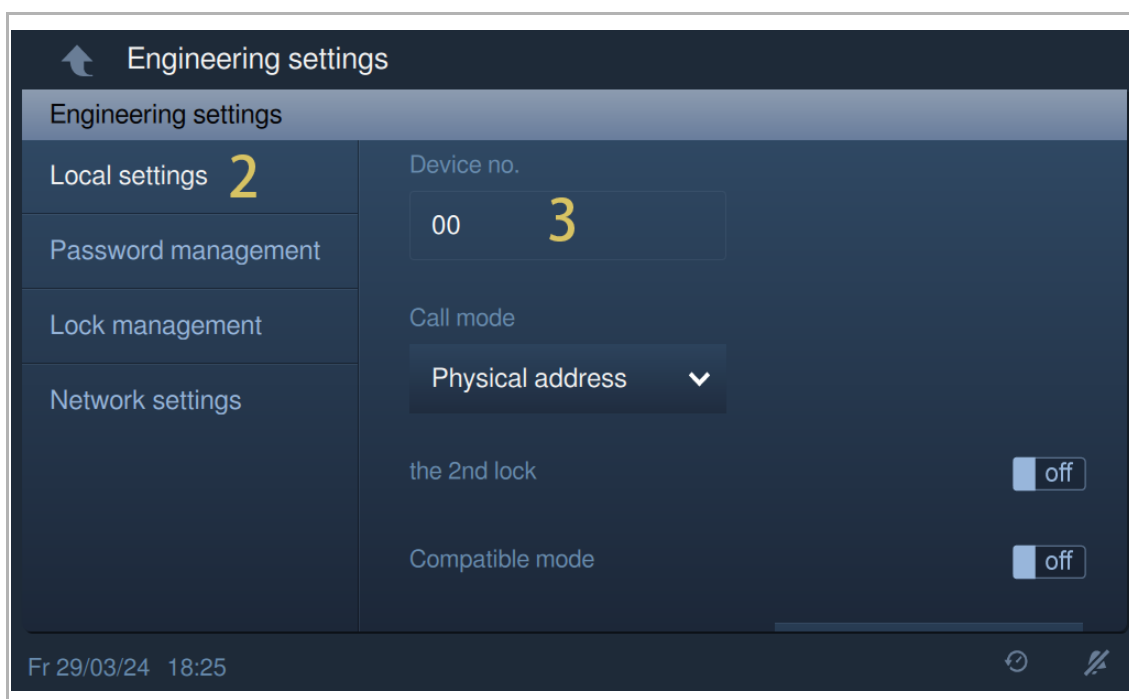 Engineering settings
Engineering settings
Local settings 2
Device no.
00 3
Password management
Call mode
Lock management
Physical address
Network settings
the 2nd lock
off
Compatible mode
off
Fr 29/03/24 18:25